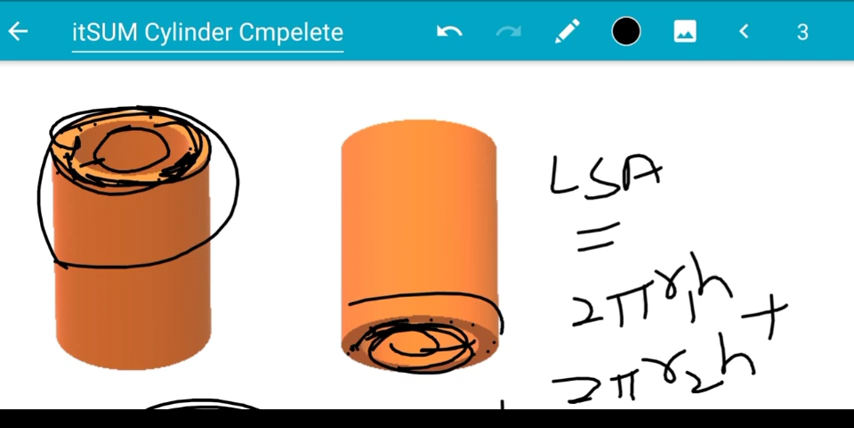 itSUM Cylinder Cmpelete
3
LSA
=
2πr₁h +
2πr₂h